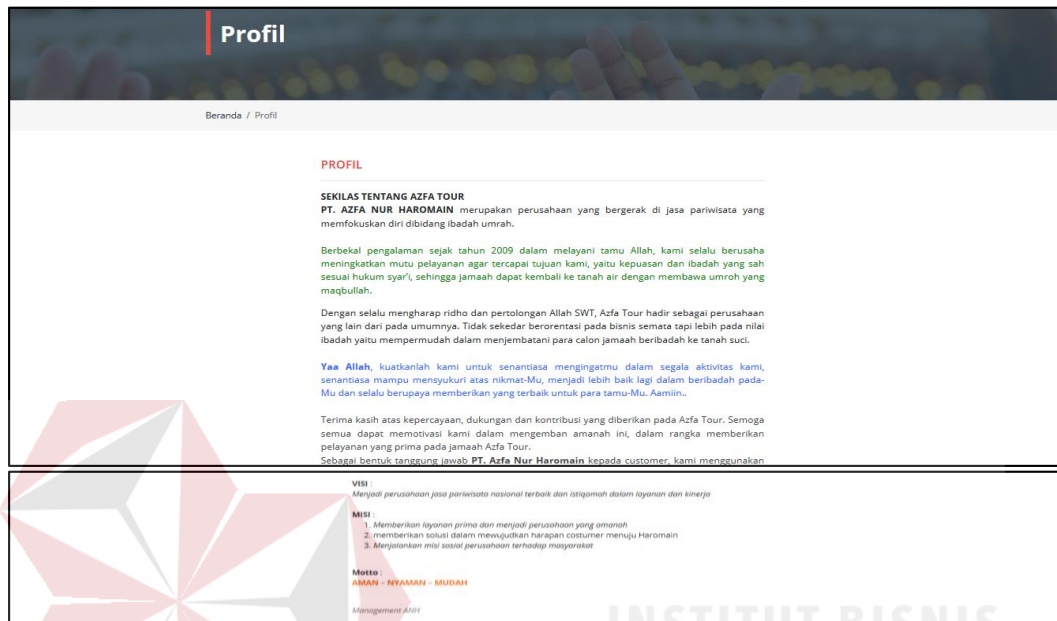 Profil
Beranda / Profil
PROFIL
SEKILAS TENTANG AZFA TOUR
PT. AZFA NUR HAROMAIN merupakan perusahaan yang bergerak di jasa pariwisata yang
memfokuskan diri dibidang ibadah umrah.
Berbekal pengalaman sejak tahun 2009 dalam melayani tamu Allah, kami selalu berusaha
meningkatkan mutu pelayanan agar tercapai tujuan kami, yaitu kepuasan dan ibadah yang sah
sesuai hukum syar'i, sehingga jamaah dapat kembali ke tanah air dengan membawa umroh yang
maqbullah.
Dengan selalu mengharap ridho dan pertolongan Allah SWT, Azfa Tour hadir sebagai perusahaan
yang lain dari pada umumnya. Tidak sekedar berorentasi pada bisnis semata tapi lebih pada nilai
ibadah yaitu mempermudah dalam menjembatani para calon jamaah beribadah ke tanah suci.
Yaa Allah, kuatkanlah kami untuk senantiasa mengingatmu dalam segala aktivitas kami,
senantiasa mampu mensyukuri atas nikmat-Mu, menjadi lebih baik lagi dalam beribadah pada-
Mu dan selalu berupaya memberikan yang terbaik untuk para tamu-Mu. Aamiin..
Terima kasih atas kepercayaan, dukungan dan kontribusi yang diberikan pada Azfa Tour. Semoga
semua dapat memotivasi kami dalam mengemban amanah ini, dalam rangka memberikan
pelayanan yang prima pada jamaah Azfa Tour.
Sebagai bentuk tanggung jawab PT. Azfa Nur Haromain kepada customer, kami menggunakan
VISI :
Menjadi perusahaan jasa pariwisata nasional terbaik dan istiqomah dalam layanan dan kinerja
MISI :
1. Memberikan layanan prima dan menjadi perusahaan yang amanah
2. memberikan solusi dalam mewujudkan harapan costumer menuju Haromain
3. Menjalankan misi sosial perusahaan terhadap masyarakat
Motto :
AMAN – NYAMAN – MUDAH
Management ANH
INSTITUT BISNIS